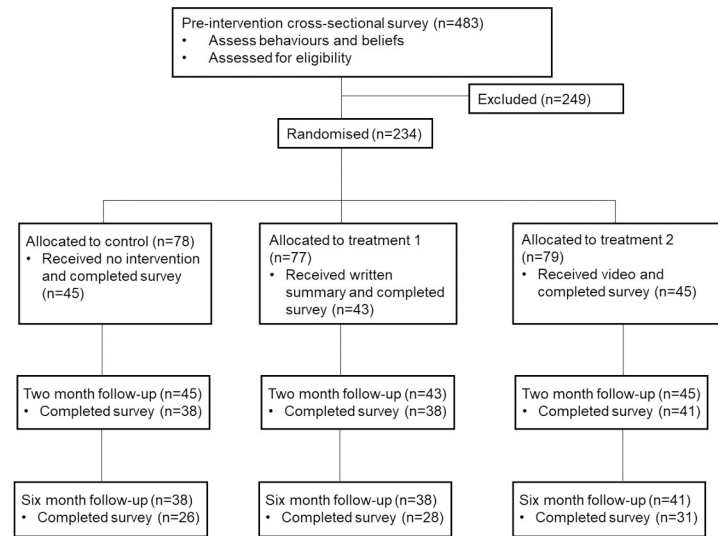 Pre-intervention cross-sectional survey (n=483)
• Assess behaviours and beliefs
• Assessed for eligibility
Excluded (n=249)
Randomised (n=234)
Allocated to control (n=78)
• Received no intervention
and completed survey
(n=45)
Allocated to treatment 1
(n=77)
• Received written
summary and completed
survey (n=43)
Allocated to treatment 2
(n=79)
• Received video and
completed survey (n=45)
Two month follow-up (n=45)
• Completed survey (n=38)
Two month follow-up (n=43)
• Completed survey (n=38)
Two month follow-up (n=45)
• Completed survey (n=41)
Six month follow-up (n=38)
• Completed survey (n=26)
Six month follow-up (n=38)
• Completed survey (n=28)
Six month follow-up (n=41)
• Completed survey (n=31)